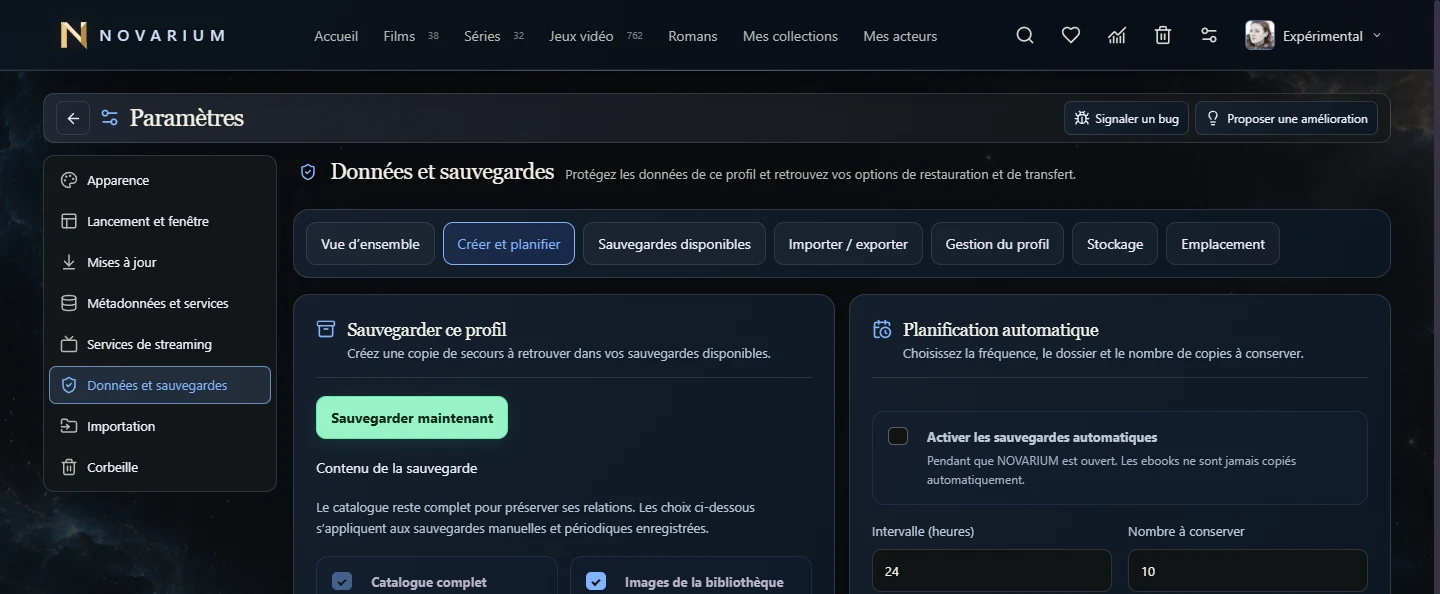 NOVARIUM
Accueil Films 38 Séries 32 Jeux vidéo 762 Romans Mes collections Mes acteurs Expérimental
Paramètres
Signaler un bug Proposer une amélioration
Apparence
Lancement et fenêtre
Mises à jour
Métadonnées et services
Services de streaming
Données et sauvegardes
Importation
Corbeille
Données et sauvegardes Protégez les données de ce profil et retrouvez vos options de restauration et de transfert.
Vue d’ensemble Créer et planifier Sauvegardes disponibles Importer / exporter Gestion du profil Stockage Emplacement
Sauvegarder ce profil
Créez une copie de secours à retrouver dans vos sauvegardes disponibles.
Sauvegarder maintenant
Contenu de la sauvegarde
Le catalogue reste complet pour préserver ses relations. Les choix ci-dessous
s’appliquent aux sauvegardes manuelles et périodiques enregistrées.
Catalogue complet Images de la bibliothèque
Planification automatique
Choisissez la fréquence, le dossier et le nombre de copies à conserver.
Activer les sauvegardes automatiques
Pendant que NOVARIUM est ouvert. Les ebooks ne sont jamais copiés
automatiquement.
Intervalle (heures) Nombre à conserver
24 10